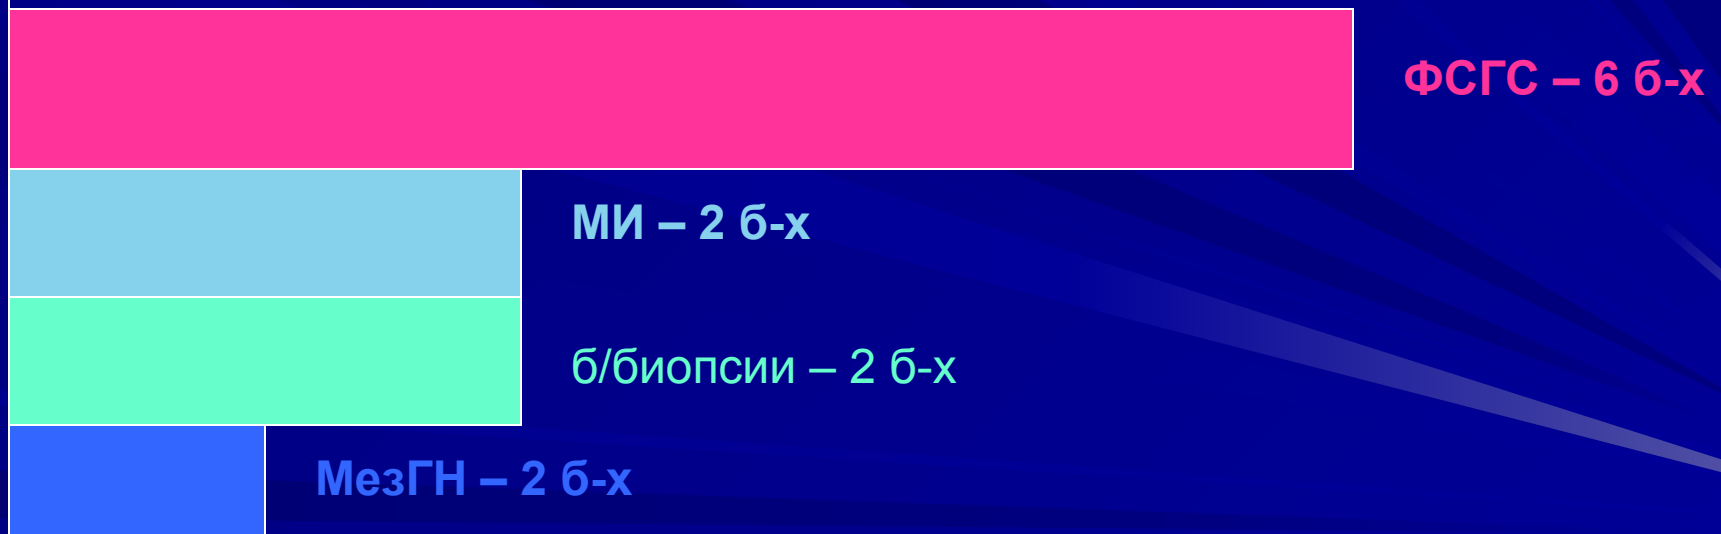 ФСГС – 6 б-х
МИ – 2 б-х
б/биопсии – 2 б-х
МезГН – 2 б-х